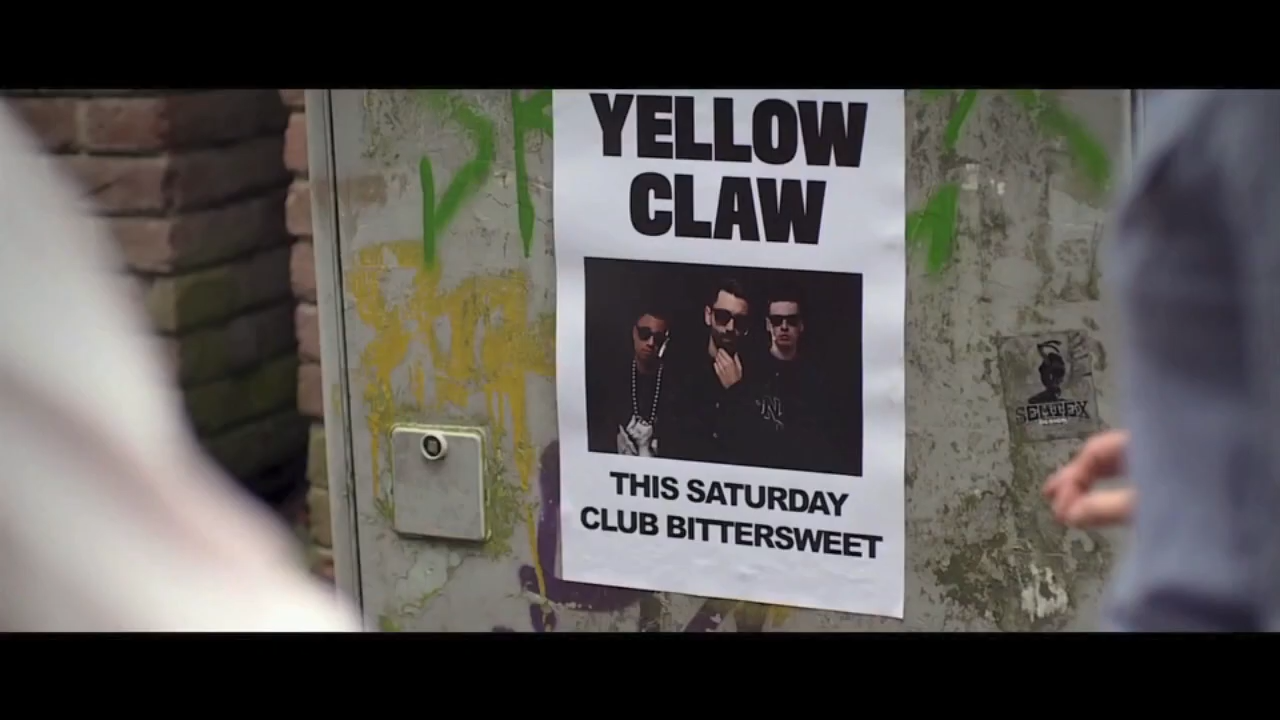 YELLOW
CLAW
THIS SATURDAY
CLUB BITTERSWEET
SEMTEX